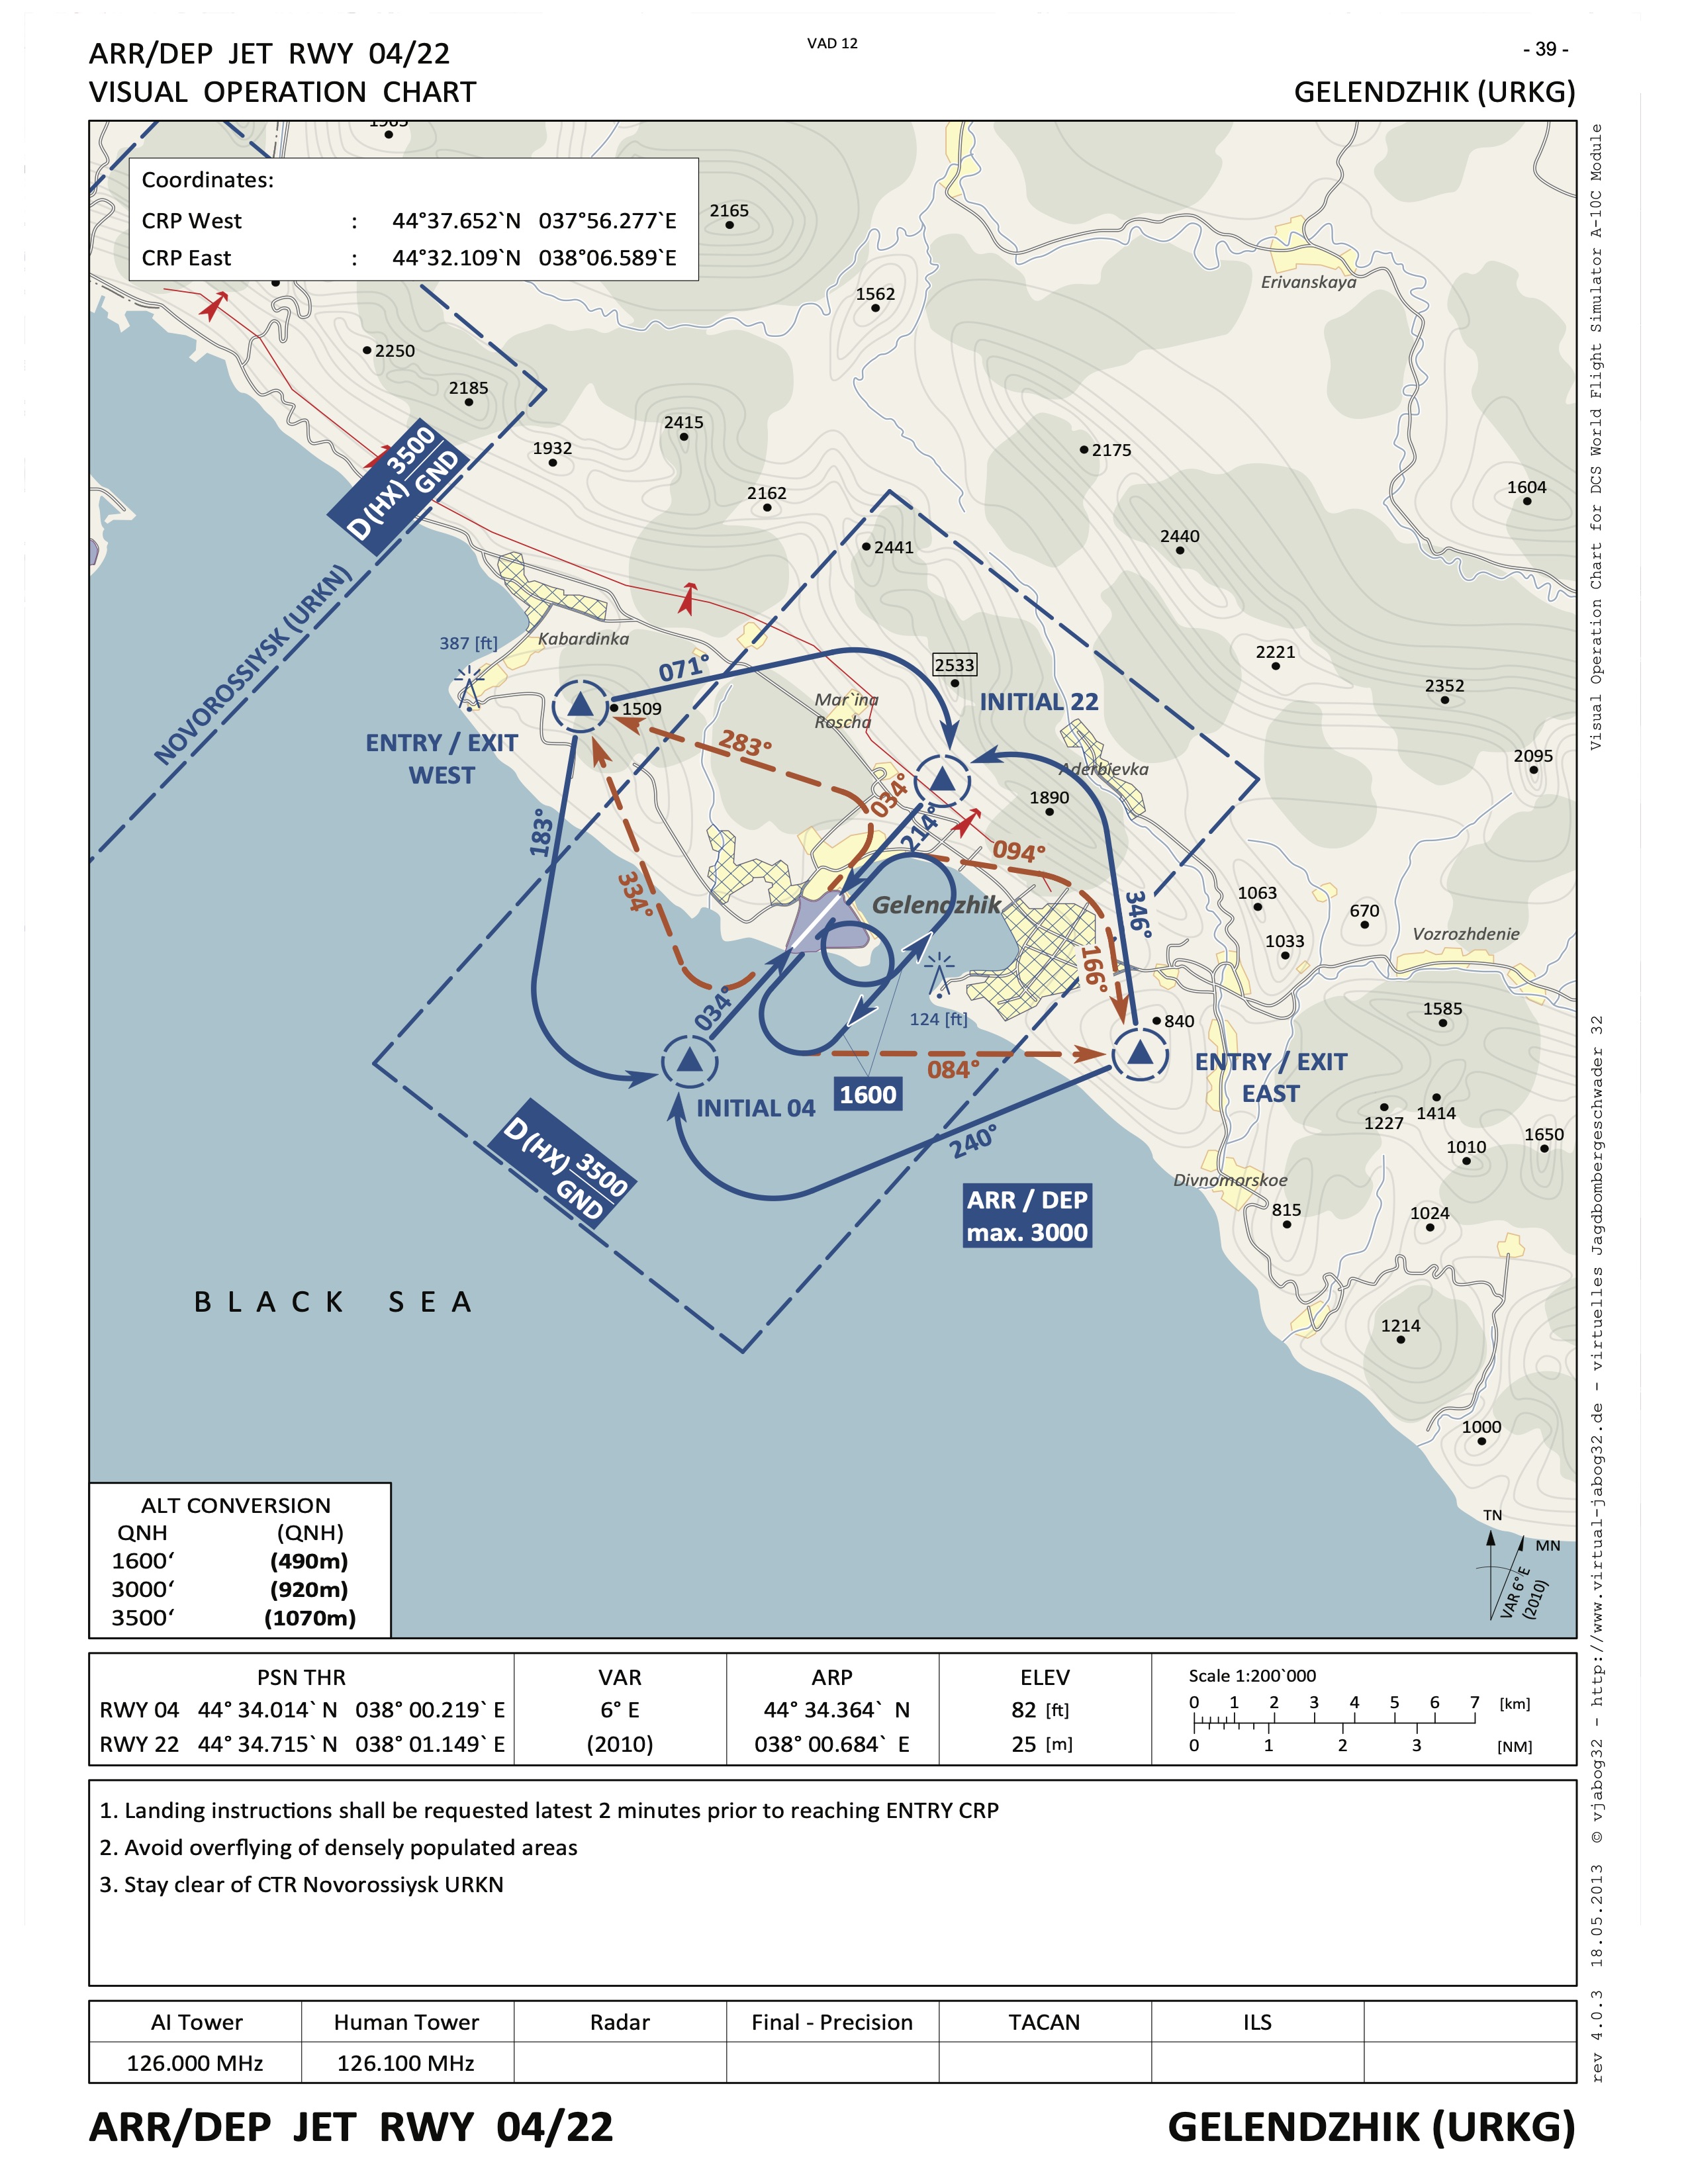 ARR/DEP JET RWY 04/22
VAD 12
- 39 -
VISUAL OPERATION CHART
GELENDZHIK (URKG)
1965
Coordinates:
CRP West : 44°37.652`N 037°56.277`E
CRP East : 44°32.109`N 038°06.589`E
2165
Erivanskaya
1562
2250
2185
2415
1932
2175
2162
1604
D(HX) 3500
GND
2441
2440
NOVOROSSIYSK (URKN)
387 [ft]
Kabardinka
2533
2221
071°
2352
Mar`ina
Roscha
INITIAL 22
1509
ENTRY / EXIT
WEST
283°
2095
Aderbievka
034°
1890
183°
214°
094°
334°
Gelendzhik
346°
1063
670
1033
Vozrozhdenie
166°
034°
124 [ft]
840
1585
084°
ENTRY / EXIT
EAST
1600
INITIAL 04
1227
1414
1010
1650
240°
D(HX) 3500
GND
Divnomorskoe
ARR / DEP
max. 3000
815
1024
BLACK SEA
1214
1000
ALT CONVERSION
QNH (QNH)
1600‘ (490m)
3000‘ (920m)
3500‘ (1070m)
TN
MN
VAR 6° E
(2010)
PSN THR
RWY 04 44° 34.014` N 038° 00.219` E
RWY 22 44° 34.715` N 038° 01.149` E
VAR
6° E
(2010)
ARP
44° 34.364` N
038° 00.684` E
ELEV
82 [ft]
25 [m]
Scale 1:200`000
0 1 2 3 4 5 6 7 [km]
0 1 2 3 [NM]
1. Landing instructions shall be requested latest 2 minutes prior to reaching ENTRY CRP
2. Avoid overflying of densely populated areas
3. Stay clear of CTR Novorossiysk URKN
AI Tower Human Tower Radar Final - Precision TACAN ILS
126.000 MHz 126.100 MHz
ARR/DEP JET RWY 04/22
GELENDZHIK (URKG)
rev 4.0.3 18.05.2013 © vjabog32 - http://www.virtual-jabog32.de - virtuelles Jagdbombergeschwader 32
Visual Operation Chart for DCS World Flight Simulator A-10C Module